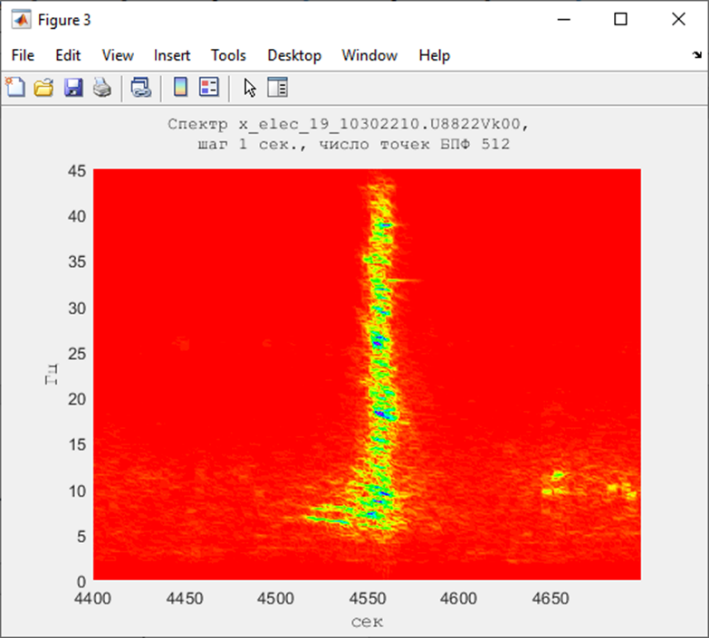 Figure 3
File Edit View Insert Tools Desktop Window Help
Спектр x_elec_19_10302210.U8822Vk00,
шаг 1 сек., число точек БПФ 512
45
40
35
30
25
Гц
20
15
10
5
0
4400 4450 4500 4550 4600 4650
сек